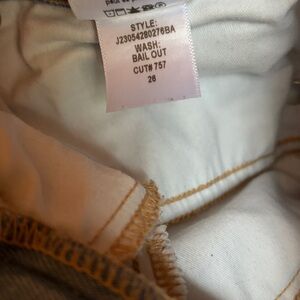 STYLE:
J23054280276BA
WASH:
BAIL OUT
CUT# 757
26